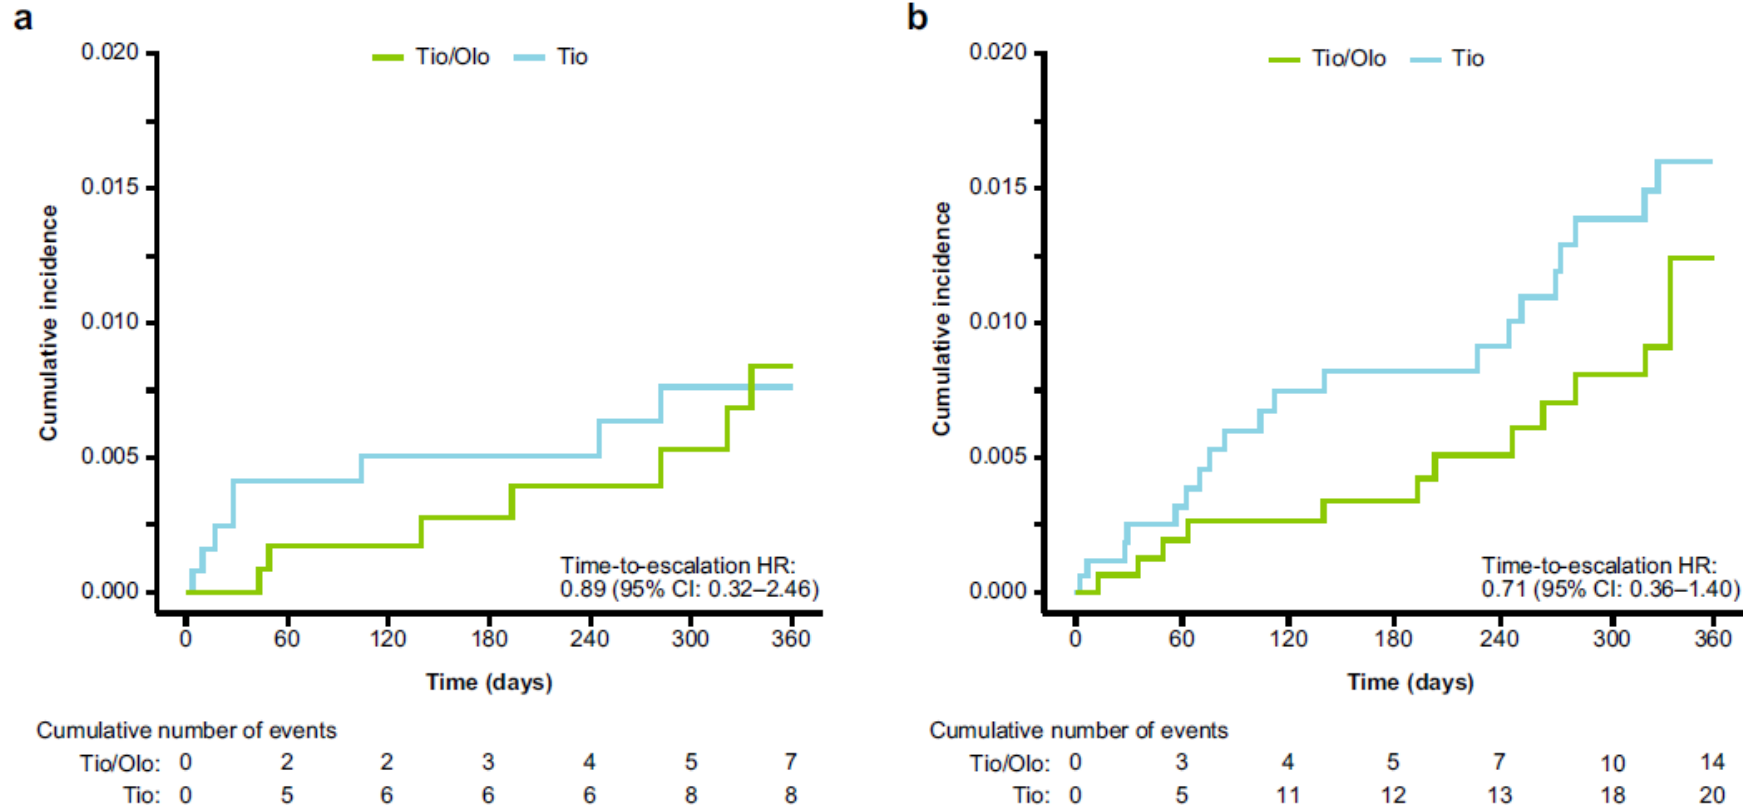 a
0.020
0.015
0.010
0.005
0.000
Cumulative incidence
Tio/Olo Tio
Time-to-escalation HR:
0.89 (95% CI: 0.32–2.46)
0 60 120 180 240 300 360
Time (days)
Cumulative number of events
Tio/Olo: 0 2 2 3 4 5 7
Tio: 0 5 6 6 6 8 8
b
0.020
0.015
0.010
0.005
0.000
Cumulative incidence
Tio/Olo Tio
Time-to-escalation HR:
0.71 (95% CI: 0.36–1.40)
0 60 120 180 240 300 360
Time (days)
Cumulative number of events
Tio/Olo: 0 3 4 5 7 10 14
Tio: 0 5 11 12 13 18 20